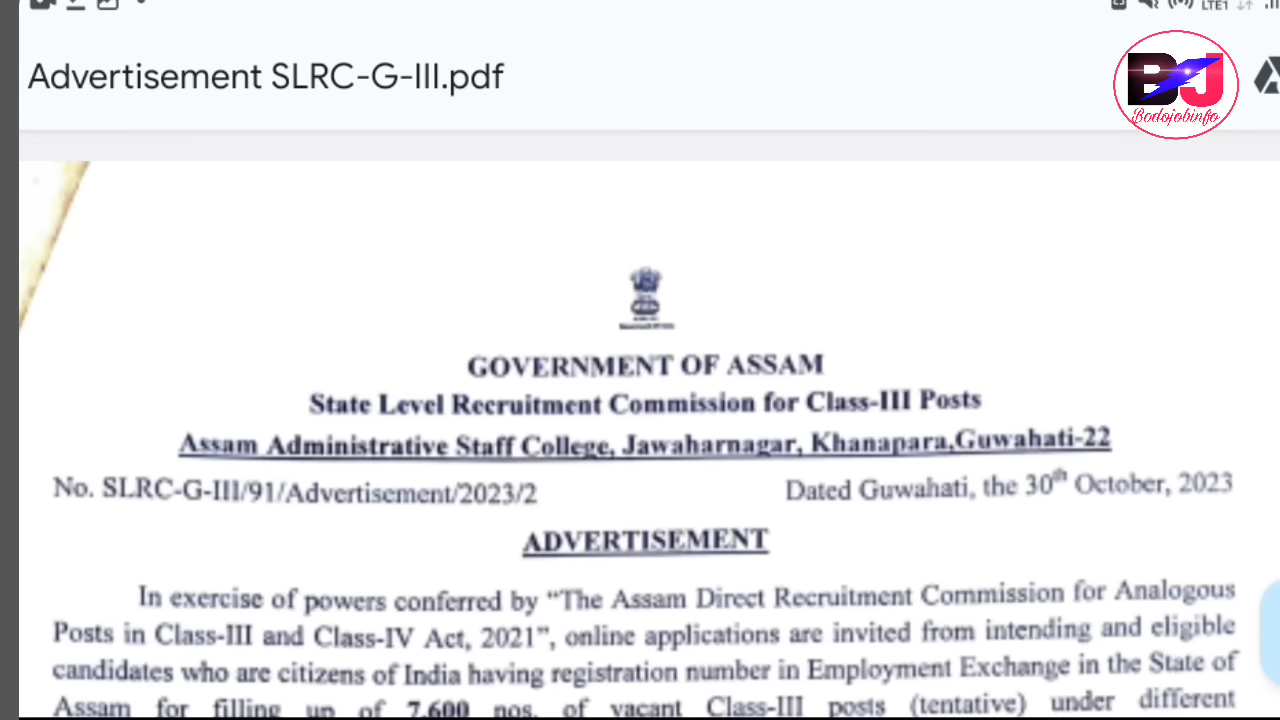 LTE1
Advertisement SLRC-G-III.pdf
BJ
Bodojobinfo
GOVERNMENT OF ASSAM
State Level Recruitment Commission for Class-III Posts
Assam Administrative Staff College, Jawaharnagar, Khanapara,Guwahati-22
No. SLRC-G-III/91/Advertisement/2023/2 Dated Guwahati, the 30th October, 2023
ADVERTISEMENT
In exercise of powers conferred by “The Assam Direct Recruitment Commission for Analogous
Posts in Class-III and Class-IV Act, 2021”, online applications are invited from intending and eligible
candidates who are citizens of India having registration number in Employment Exchange in the State of
Assam for filling up of 7,600 nos. of vacant Class-III posts (tentative) under different